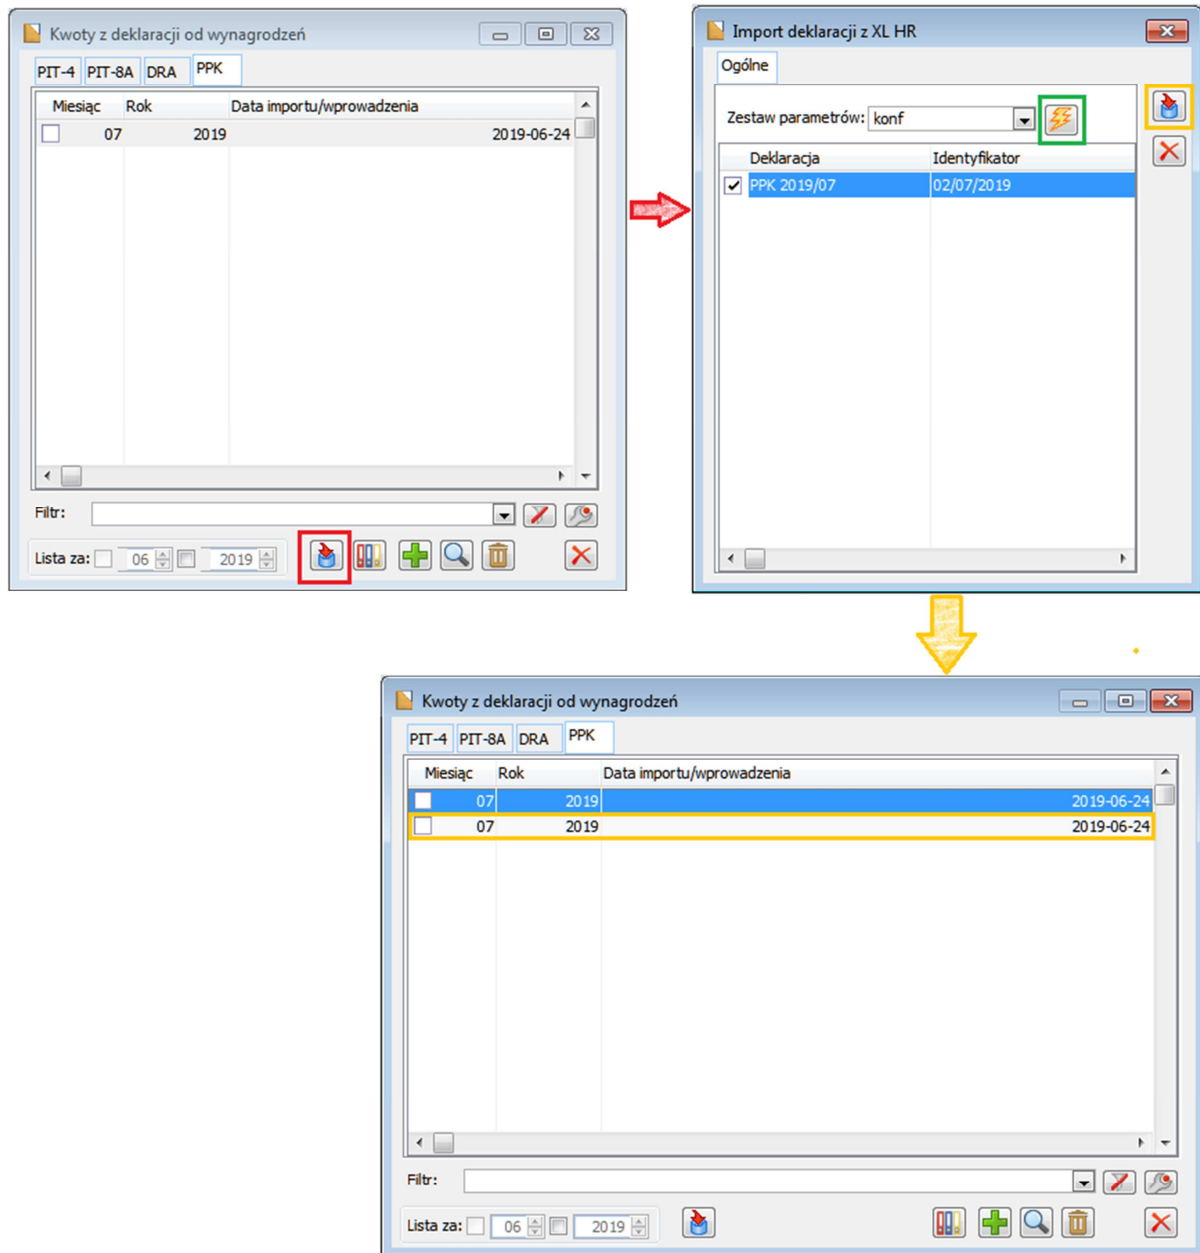 Kwoty z deklaracji od wynagrodzeń
PIT-4 PIT-8A DRA PPK
Miesiąc Rok Data importu/wprowadzenia
07 2019 2019-06-24
Filtr:
Lista za: 06 2019
Import deklaracji z XL HR
Ogólne
Zestaw parametrów: konf
Deklaracja Identyfikator
PPK 2019/07 02/07/2019
Kwoty z deklaracji od wynagrodzeń
PIT-4 PIT-8A DRA PPK
Miesiąc Rok Data importu/wprowadzenia
07 2019 2019-06-24
07 2019 2019-06-24
Filtr:
Lista za: 06 2019